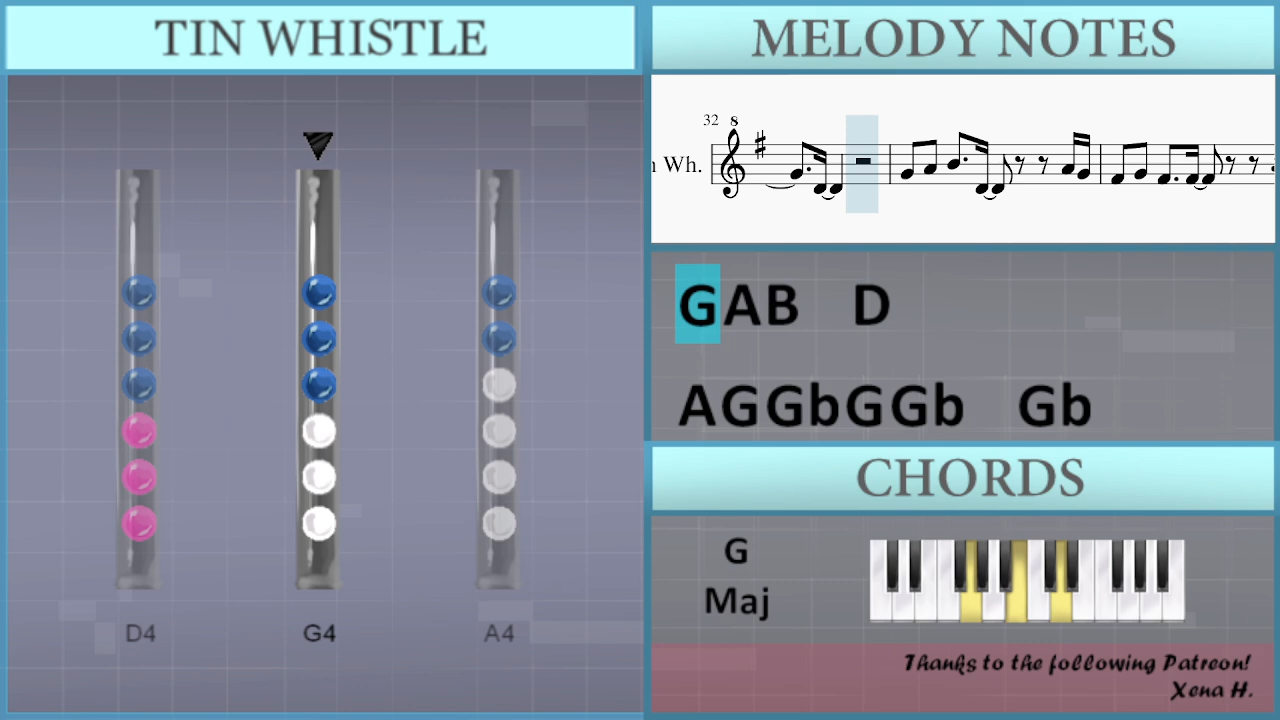 TIN WHISTLE
D4
G4
A4
MELODY NOTES
32
8
Wh.
GAB D
AGGbGGb Gb
CHORDS
G
Maj
Thanks to the following Patreon!
Xena H.